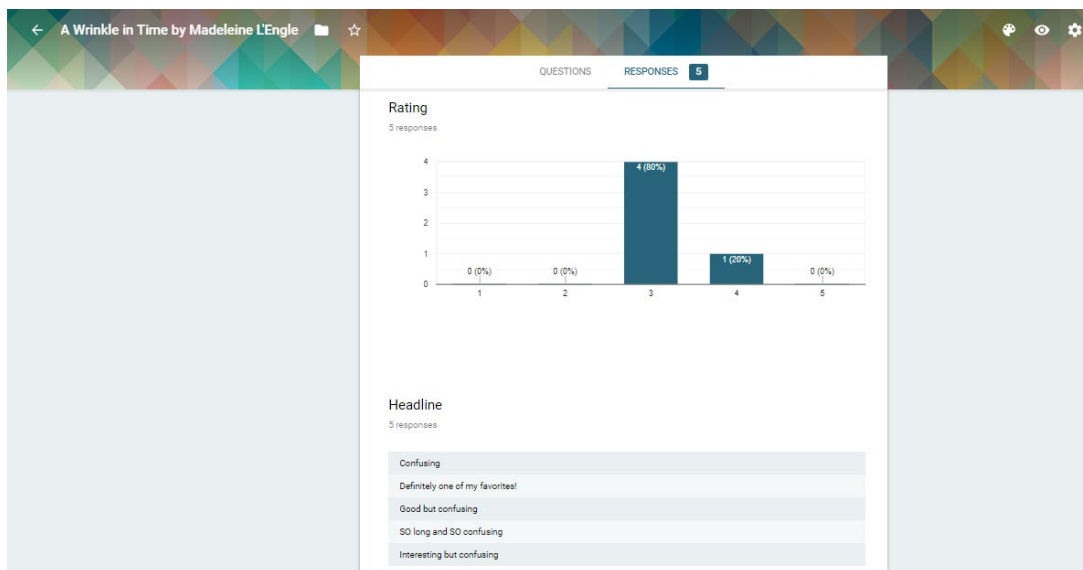 A Wrinkle in Time by Madeleine L'Engle
QUESTIONS RESPONSES 5
Rating
5 responses
4
3
2
1
0
0 (0%)
0 (0%)
4 (80%)
1 (20%)
0 (0%)
1 2 3 4 5
Headline
5 responses
Confusing
Definitely one of my favorites!
Good but confusing
SO long and SO confusing
Interesting but confusing